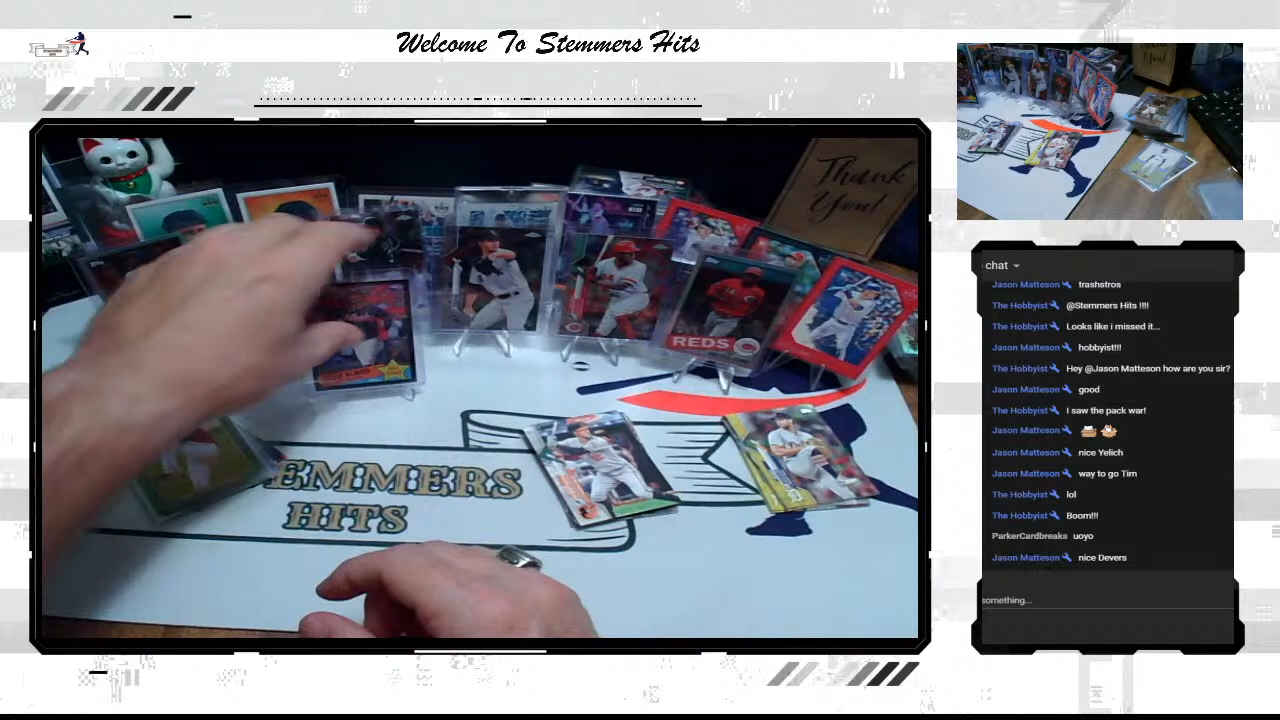 Welcome To Stemmers Hits
Thank
You!
REDS
EMMERS
HITS
chat
Jason Matteson trashstros
The Hobbyist @Stemmers Hits !!!!
The Hobbyist Looks like i missed it...
Jason Matteson hobbyist!!!
The Hobbyist Hey @Jason Matteson how are you sir?
Jason Matteson good
The Hobbyist I saw the pack war!
Jason Matteson
Jason Matteson nice Yelich
Jason Matteson way to go Tim
The Hobbyist lol
The Hobbyist Boom!!!
ParkerCardbreaks uoyo
Jason Matteson nice Devers
something...